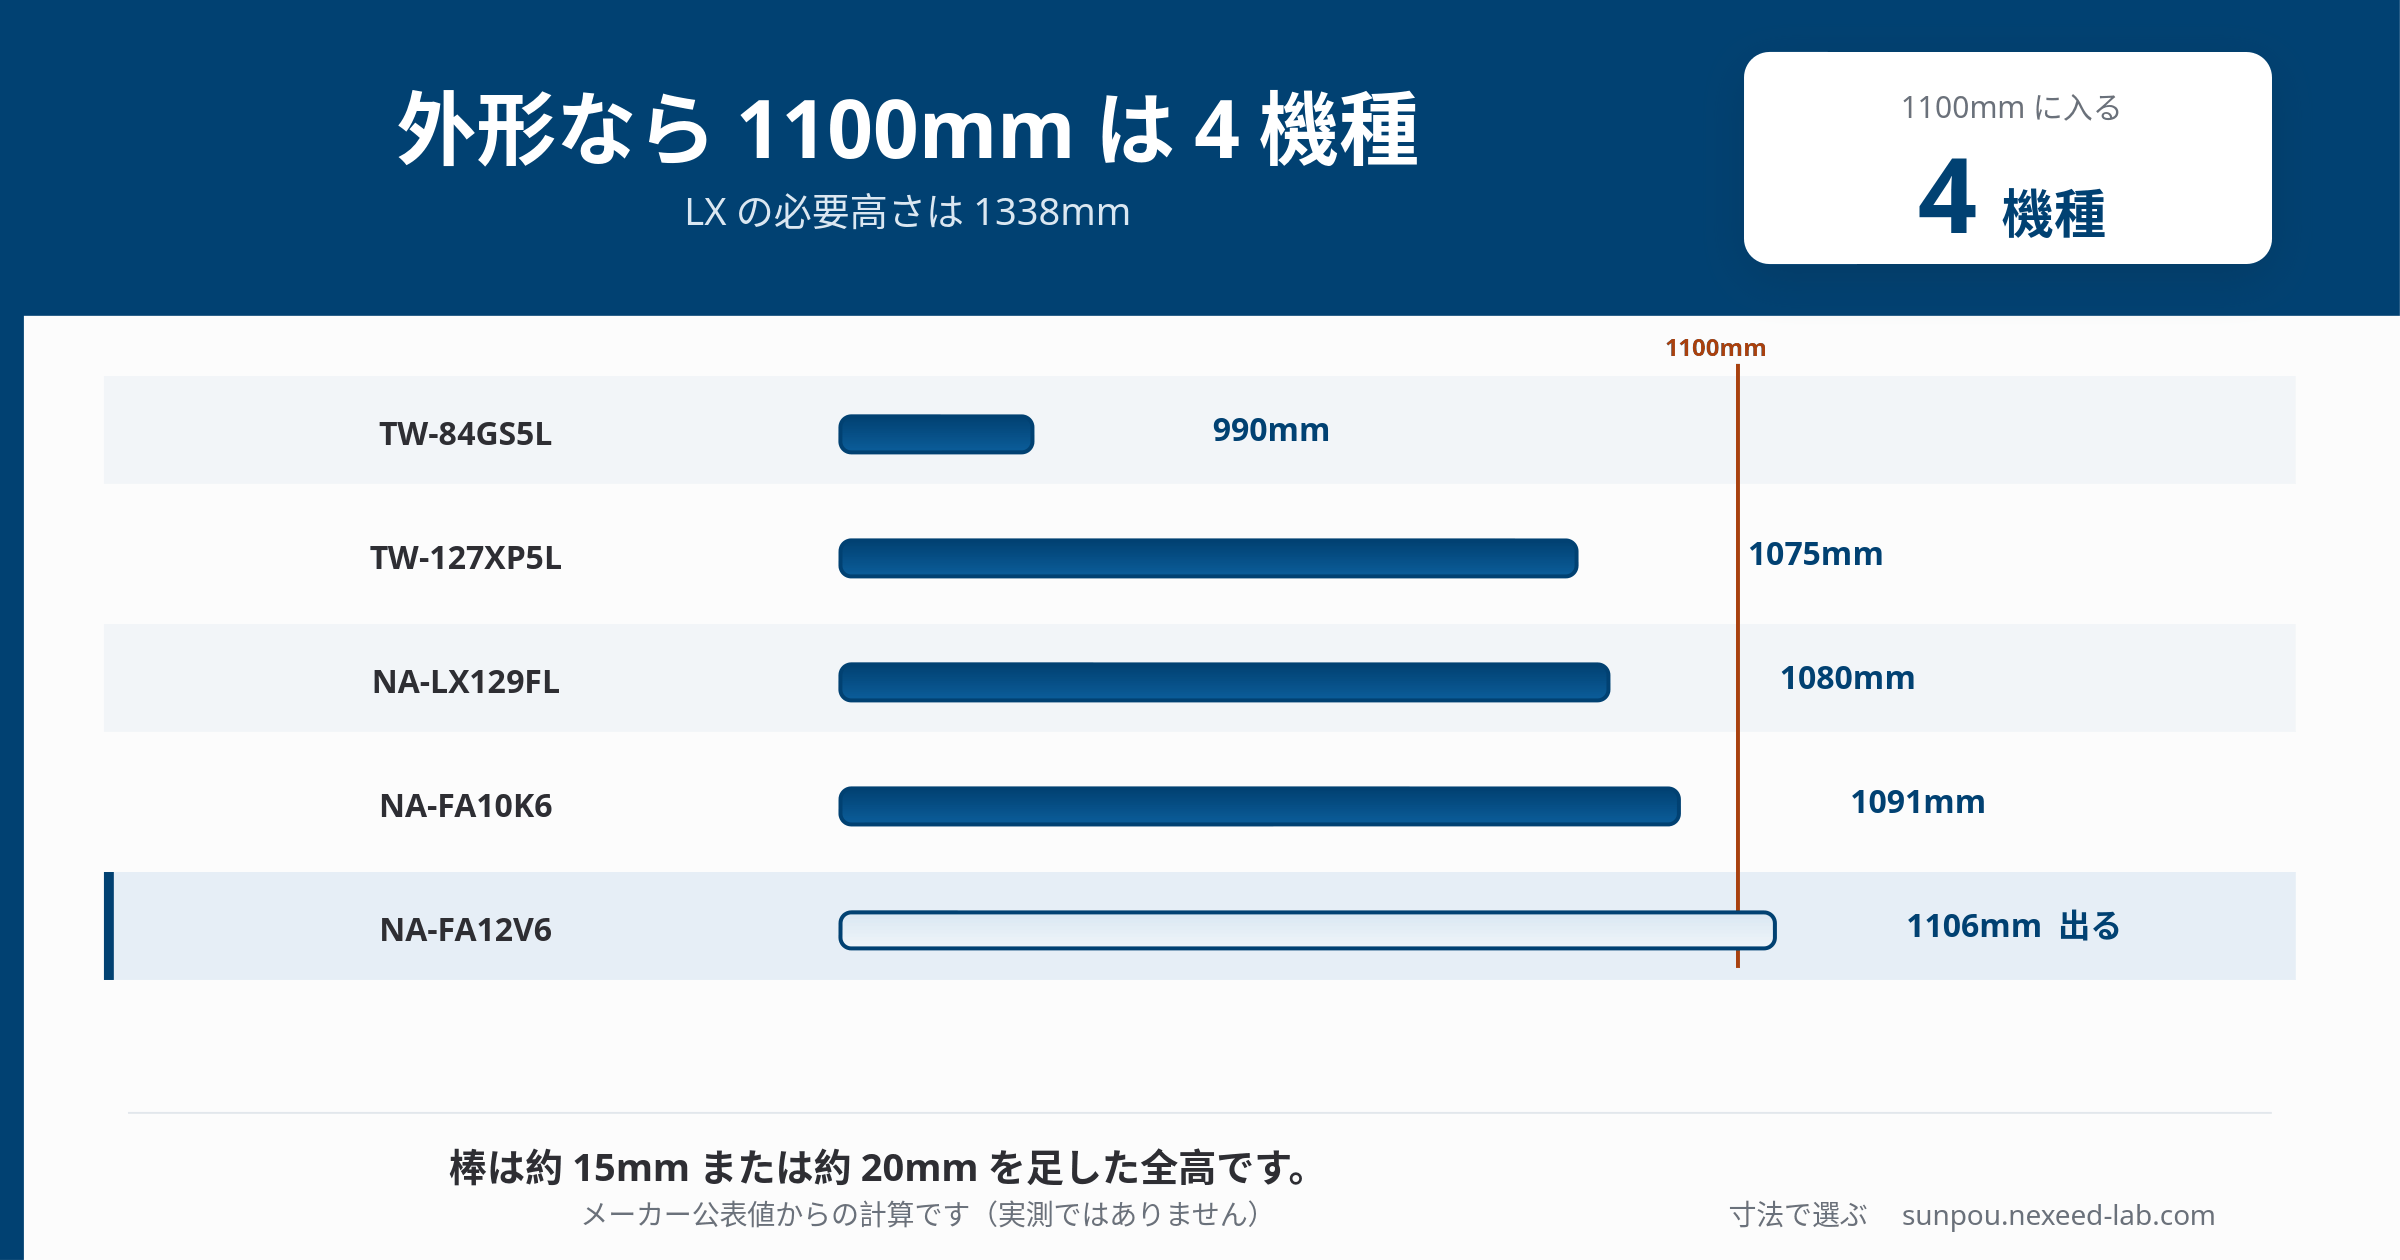 外形なら 1100mm は 4 機種
LX の必要高さは 1338mm
1100mm に入る
4 機種
1100mm
TW-84GS5L 990mm
TW-127XP5L 1075mm
NA-LX129FL 1080mm
NA-FA10K6 1091mm
NA-FA12V6 1106mm 出る
棒は約 15mm または約 20mm を足した全高です。
メーカー公表値からの計算です（実測ではありません）
寸法で選ぶ sunpou.nexeed-lab.com